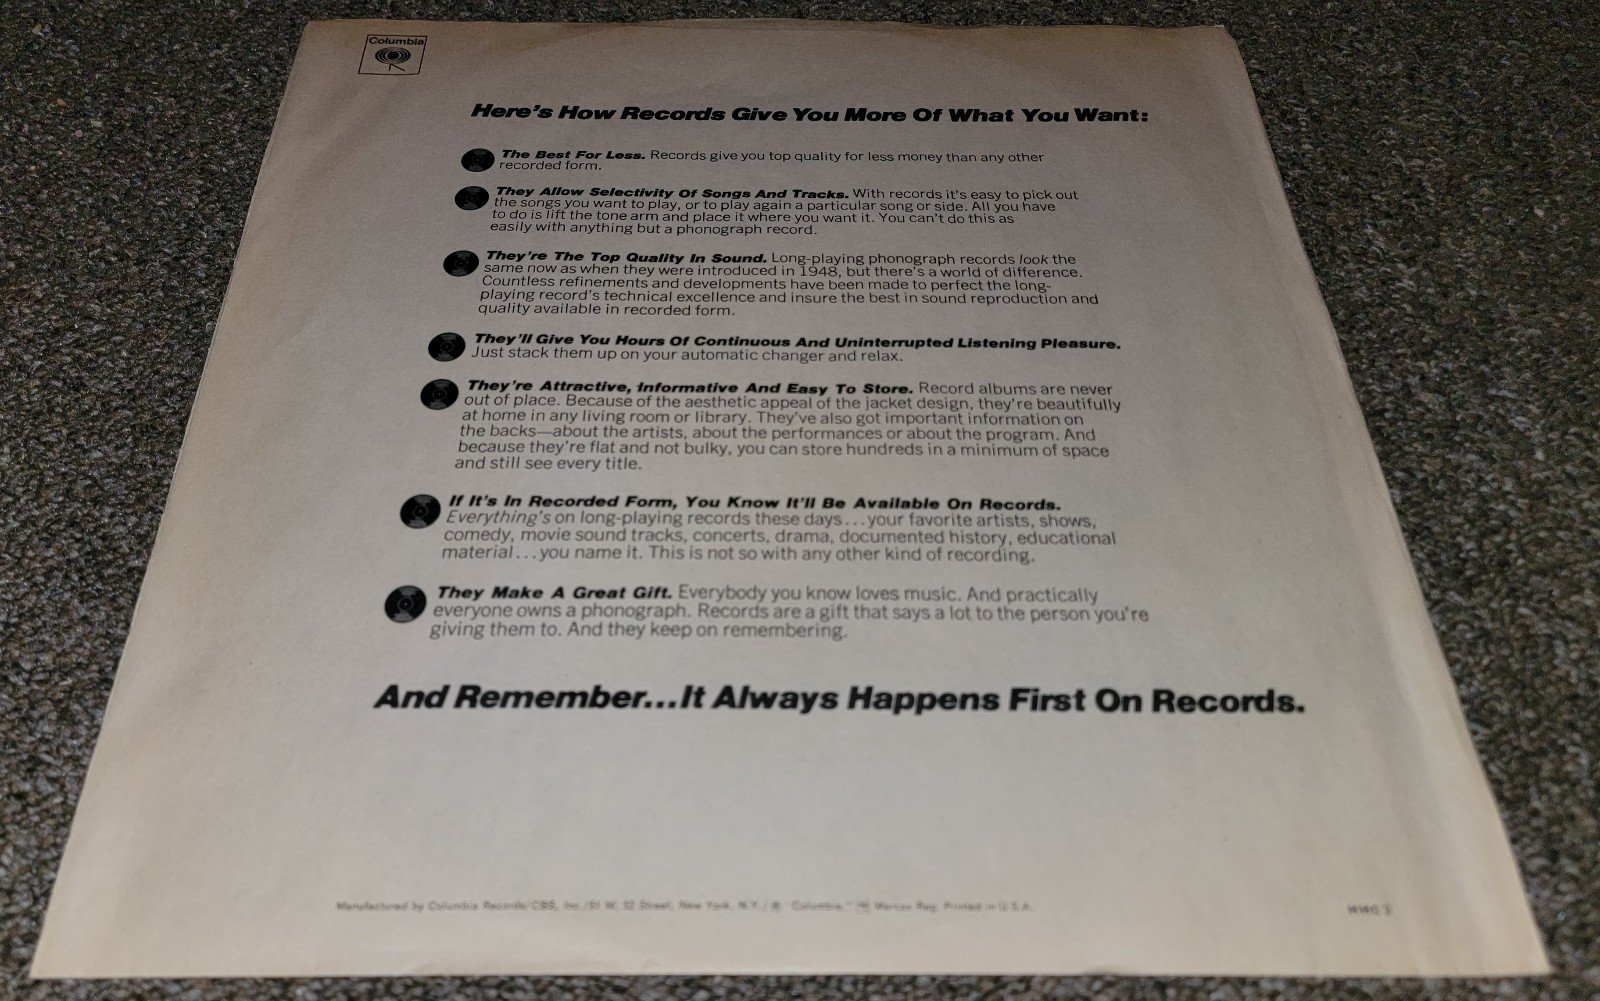 Columbia
Here's How Records Give You More Of What You Want:
The Best For Less. Records give you top quality for less money than any other
recorded form.
They Allow Selectivity Of Songs And Tracks. With records it's easy to pick out
the songs you want to play, or to play again a particular song or side. All you have
to do is lift the tone arm and place it where you want it. You can't do this as
easily with anything but a phonograph record.
They're The Top Quality In Sound. Long-playing phonograph records look the
same now as when they were introduced in 1948, but there's a world of difference.
Countless refinements and developments have been made to perfect the long-
playing record's technical excellence and insure the best in sound reproduction and
quality available in recorded form.
They'll Give You Hours Of Continuous And Uninterrupted Listening Pleasure.
Just stack them up on your automatic changer and relax.
They're Attractive, Informative And Easy To Store. Record albums are never
out of place. Because of the aesthetic appeal of the jacket design, they're beautifully
at home in any living room or library. They've also got important information on
the backs—about the artists, about the performances or about the program. And
because they're flat and not bulky, you can store hundreds in a minimum of space
and still see every title.
If It's In Recorded Form, You Know It'll Be Available On Records.
Everything's on long-playing records these days...your favorite artists, shows,
comedy, movie sound tracks, concerts, drama, documented history, educational
material...you name it. This is not so with any other kind of recording.
They Make A Great Gift. Everybody you know loves music. And practically
everyone owns a phonograph. Records are a gift that says a lot to the person you're
giving them to. And they keep on remembering.
And Remember...It Always Happens First On Records.
Manufactured by Columbia Records/CBS, Inc./51 W. 52 Street, New York, N.Y./ ® "Columbia," Marcas Reg. Printed in U.S.A.